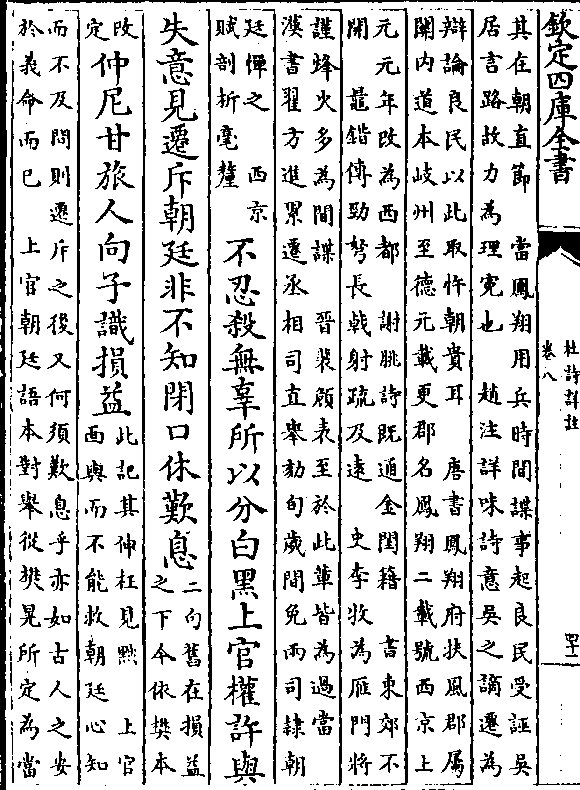 欽定四庫全書
杜詩詳註
卷八
四十
其在朝直節　當鳳翔用兵時間諜事起良民受誣吳
居言路故力為理寃也　趙注詳味詩意吳之謫遷為
辯論良民以此取忤朝貴耳　唐書鳳翔府扶風郡屬
闗内道本岐州至德元載更郡名鳳翔二載號西京上
元元年改為西都　謝朓詩既通金閨籍　書東郊不
開　鼂錯傳勁弩長㦸射疏及遠　史李牧為雁門將
謹烽火多為間諜　晉裴頠表至於此軰皆為過當
漢書翟方進累遷丞相司直舉劾旬歲間免兩司隸朝
廷憚之　西京
賦剖析毫釐
不忍殺無辜所以分白黑上官權許與
失意見遷斥朝廷非不知閉口休歎息
二句舊在損益
之下今依樊本
改
定
仲尼甘旅人向子識損益
此記其伸枉見黜　上官
面與而不能救朝廷心知
而不及問則遷斥之後又何須歎息乎亦如古人之安
於義命而已　上官朝廷語本對舉從樊晃所定為當